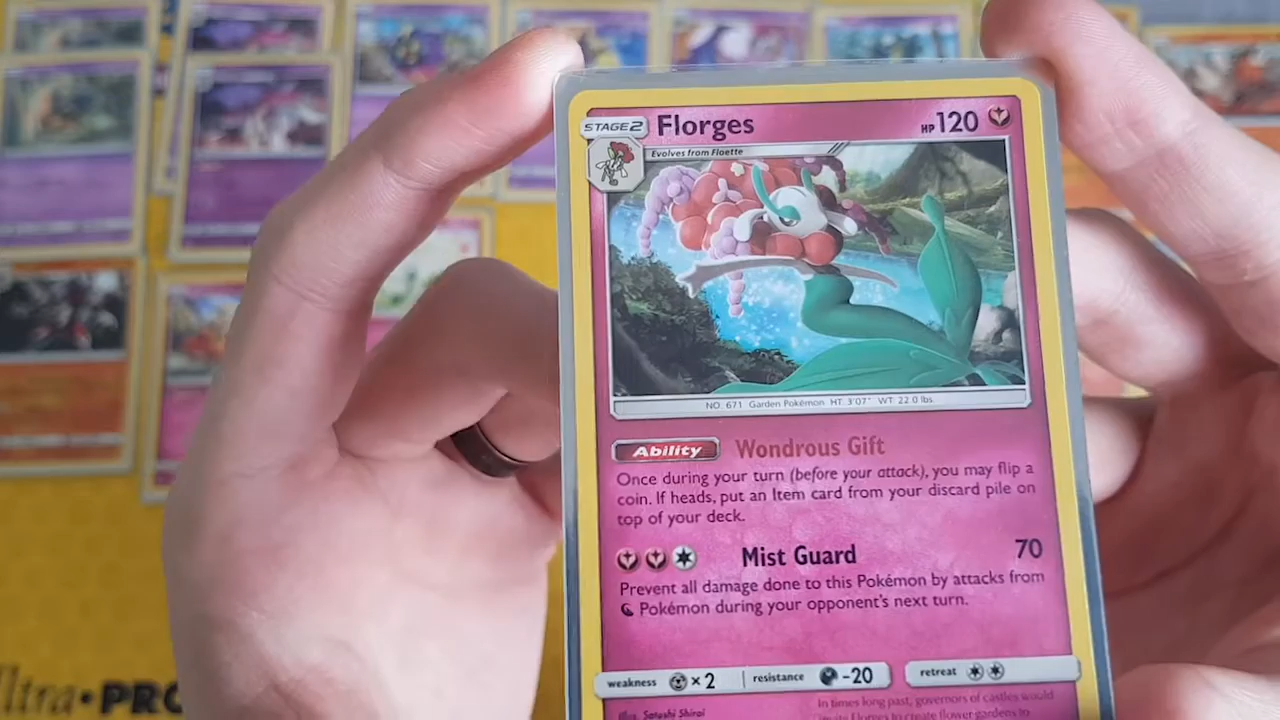 STAGE2 Florges HP 120
Evolves from Floette
NO. 671 Garden Pokémon HT: 3'07" WT: 22.0 lbs.
Ability Wondrous Gift
Once during your turn (before your attack), you may flip a
coin. If heads, put an Item card from your discard pile on
top of your deck.
Mist Guard 70
Prevent all damage done to this Pokémon by attacks from
Pokémon during your opponent's next turn.
weakness ×2 resistance -20 retreat
Illus. Satoshi Shirai
In times long past, governors of castles would
invite Florges to create flower gardens to
ltra•PRO